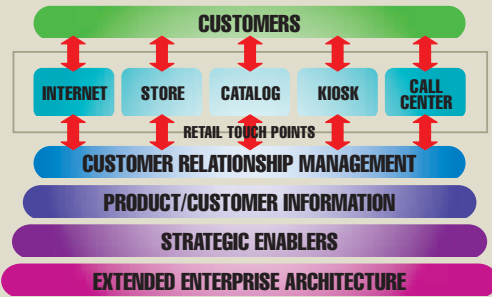 CUSTOMERS
INTERNET
STORE
CATALOG
KIOSK
CALL
CENTER
RETAIL TOUCH POINTS
CUSTOMER RELATIONSHIP MANAGEMENT
PRODUCT/CUSTOMER INFORMATION
STRATEGIC ENABLERS
EXTENDED ENTERPRISE ARCHITECTURE